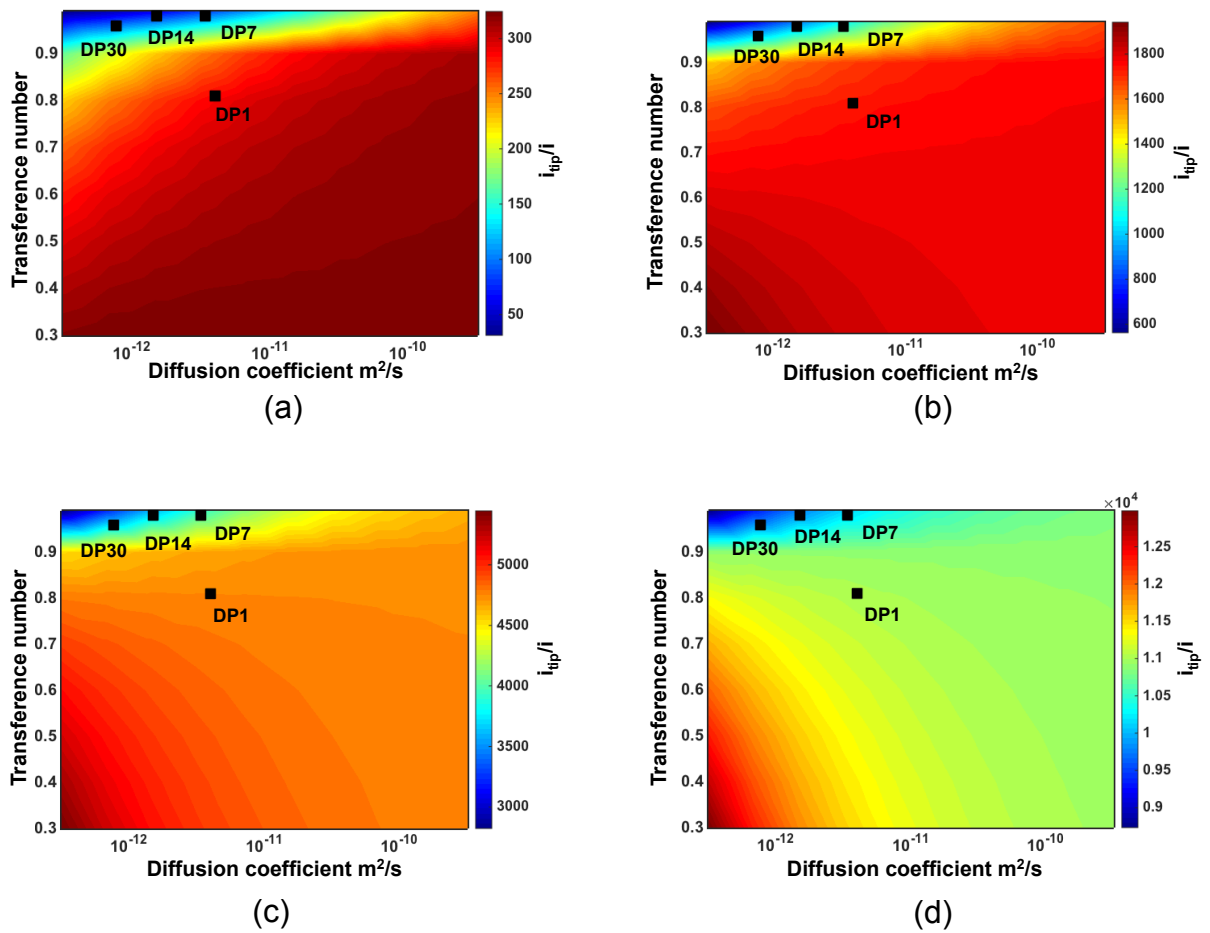 DP30
DP14
DP7
DP1
0.9
0.8
0.7
0.6
0.5
0.4
0.3
Transference number
10⁻¹²
10⁻¹¹
10⁻¹⁰
Diffusion coefficient m²/s
300
250
200
150
100
50
i_tip/i
(a)
DP30
DP14
DP7
DP1
0.9
0.8
0.7
0.6
0.5
0.4
0.3
Transference number
10⁻¹²
10⁻¹¹
10⁻¹⁰
Diffusion coefficient m²/s
1800
1600
1400
1200
1000
800
600
i_tip/i
(b)
DP30
DP14
DP7
DP1
0.9
0.8
0.7
0.6
0.5
0.4
0.3
Transference number
10⁻¹²
10⁻¹¹
10⁻¹⁰
Diffusion coefficient m²/s
5000
4500
4000
3500
3000
i_tip/i
(c)
×10⁴
DP30
DP14
DP7
DP1
0.9
0.8
0.7
0.6
0.5
0.4
0.3
Transference number
10⁻¹²
10⁻¹¹
10⁻¹⁰
Diffusion coefficient m²/s
1.25
1.2
1.15
1.1
1.05
1
0.95
0.9
i_tip/i
(d)